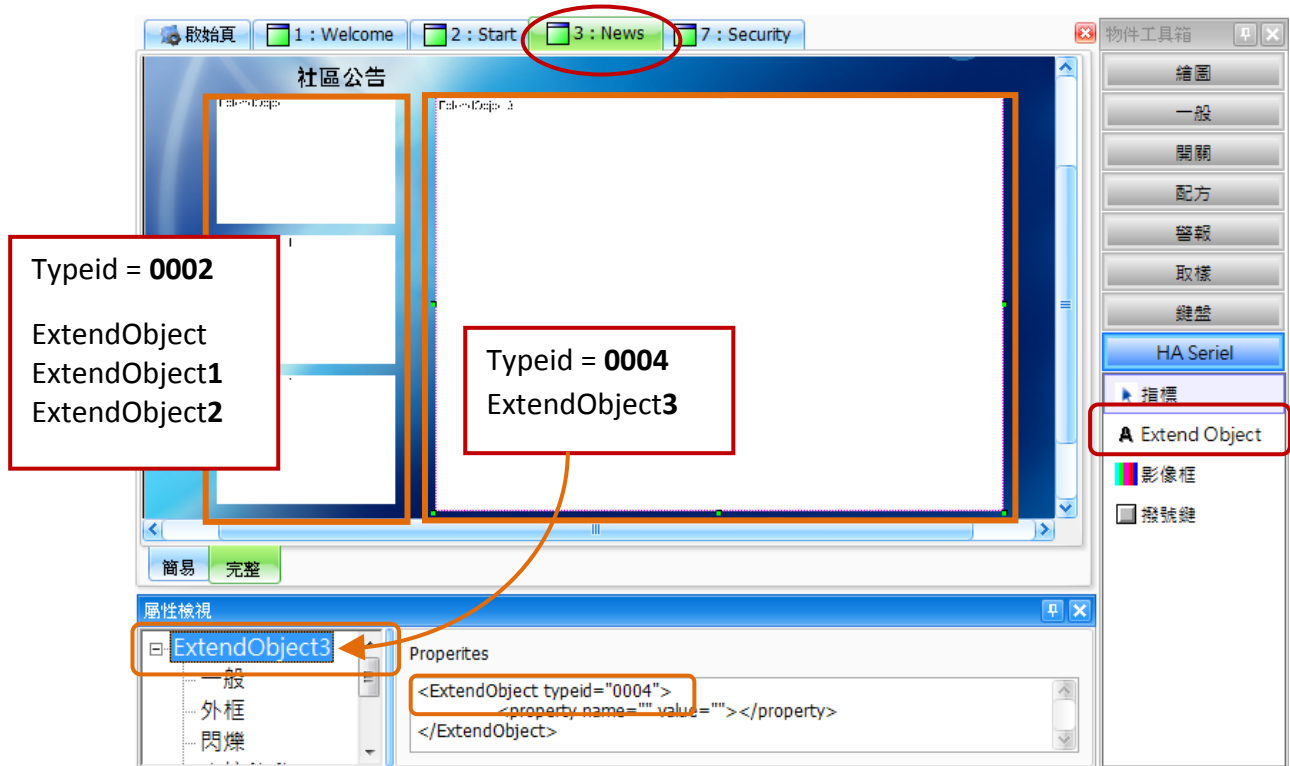 啟始頁
1 : Welcome
2 : Start
3 : News
7 : Security
物件工具箱
社區公告
Typeid = 0002
ExtendObject
ExtendObject1
ExtendObject2
Typeid = 0004
ExtendObject3
繪圖
一般
開關
配方
警報
取樣
鍵盤
HA Seriel
指標
A Extend Object
影像框
撥號鍵
簡易
完整
屬性檢視
ExtendObject3
一般
外框
閃爍
Properites
<ExtendObject typeid="0004">
<property name="" value=""></property>
</ExtendObject>